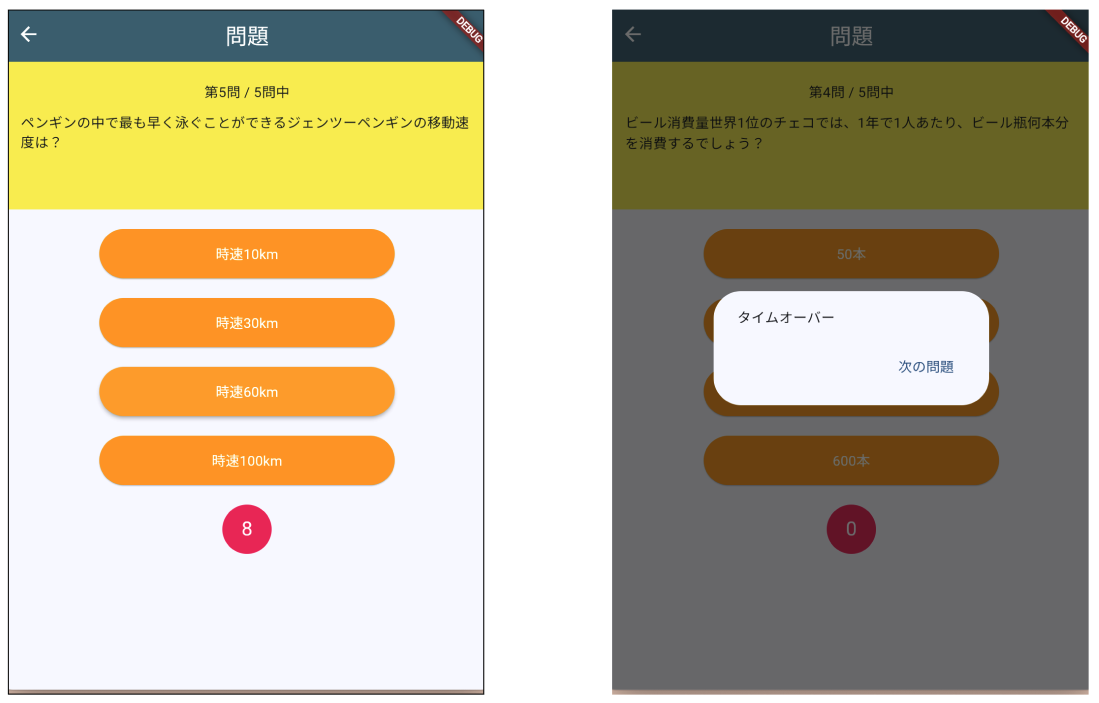 問題
DEBUG
第5問 / 5問中
ペンギンの中で最も早く泳ぐことができるジェンツーペンギンの移動速
度は？
時速10km
時速30km
時速60km
時速100km
8
問題
DEBUG
第4問 / 5問中
ビール消費量世界1位のチェコでは、1年で1人あたり、ビール瓶何本分
を消費するでしょう？
50本
タイムオーバー
次の問題
600本
0